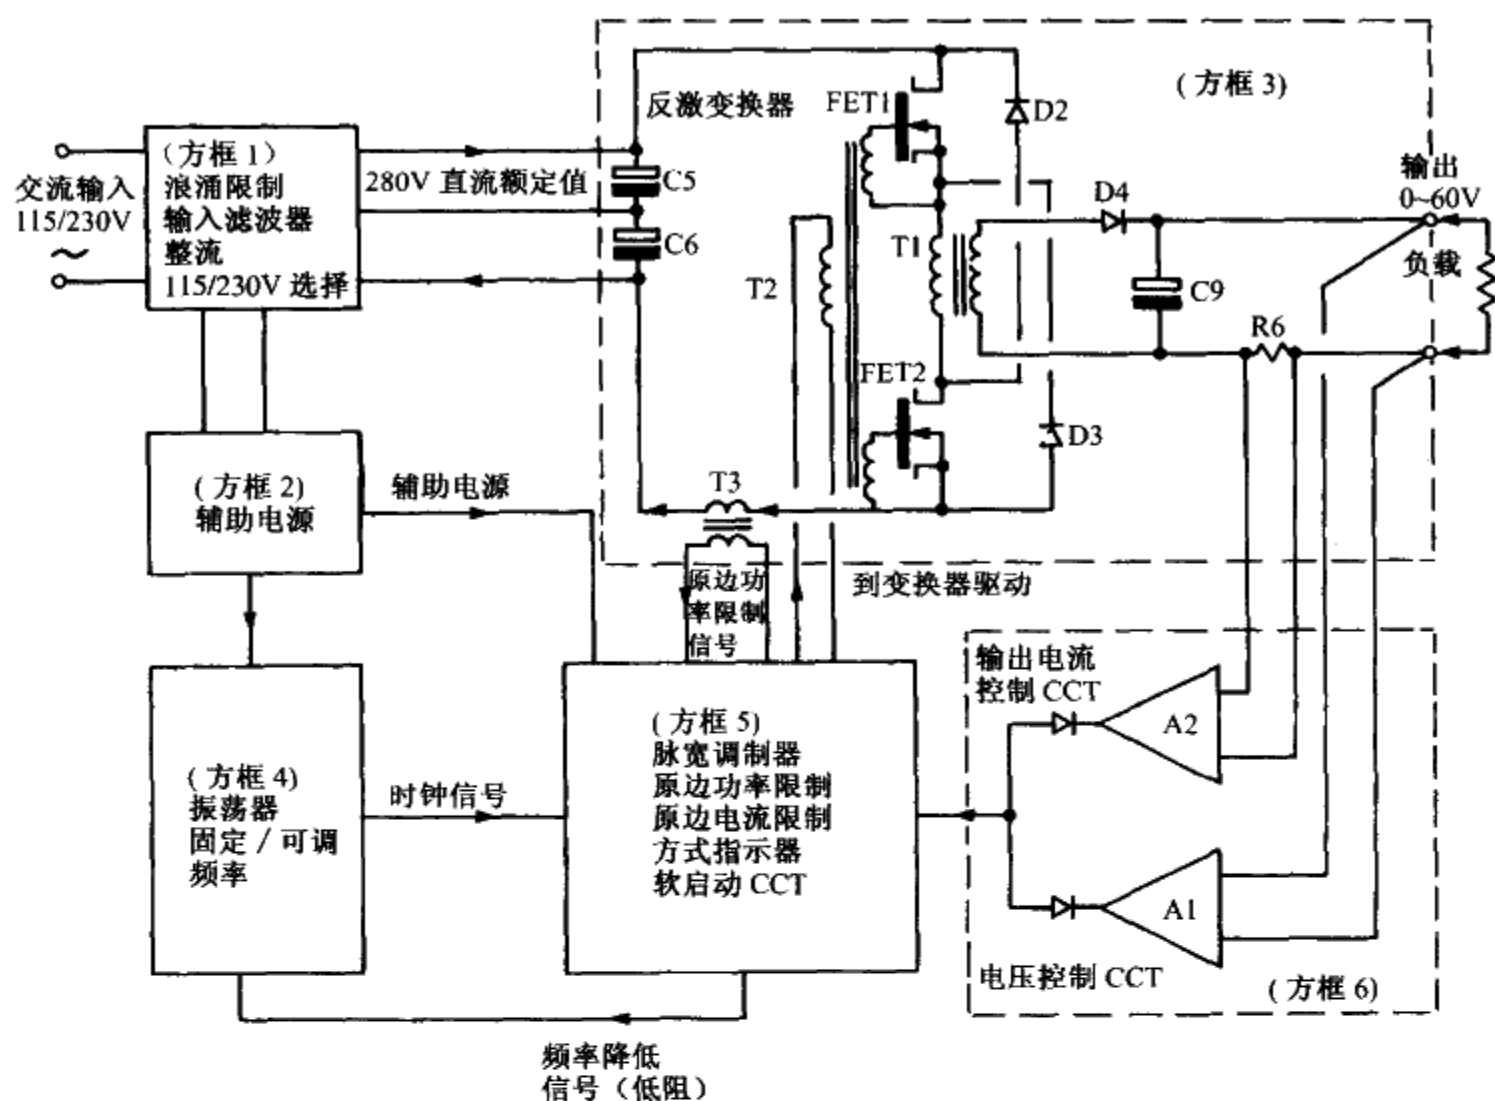 (方框 3)
反激变换器
FET1
D2
（方框 1）
浪涌限制
输入滤波器
整流
115/230V 选择
交流输入
115/230V
～
280V 直流额定值
C5
C6
D4
输出
0~60V
T1
T2
C9
负载
R6
FET2
D3
T3
(方框 2)
辅助电源
辅助电源
原边功
率限制
信号
到变换器驱动
输出电流
控制 CCT
A2
(方框 4)
振荡器
固定 / 可调
频率
时钟信号
(方框 5)
脉宽调制器
原边功率限制
原边电流限制
方式指示器
软启动 CCT
A1
电压控制 CCT
(方框 6)
频率降低
信号（低阻）